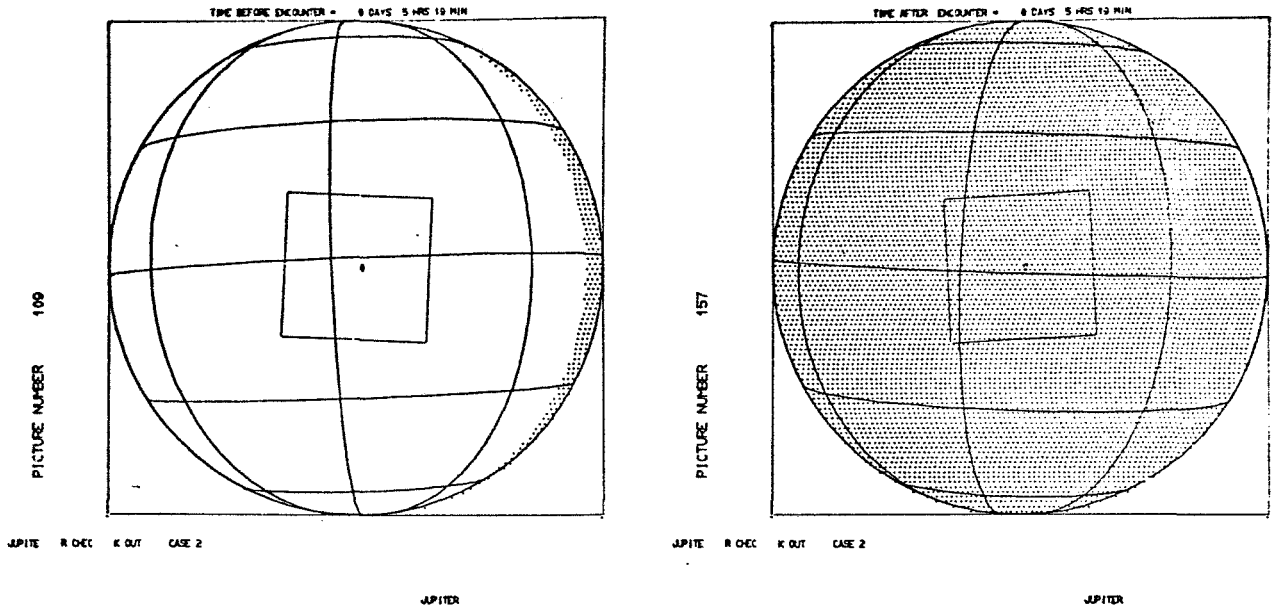 TIME BEFORE ENCOUNTER = 0 DAYS 5 HRS 19 MIN
PICTURE NUMBER 109
JUPITE R CHEC K OUT CASE 2
JUPITER
TIME AFTER ENCOUNTER = 0 DAYS 5 HRS 19 MIN
PICTURE NUMBER 157
JUPITE R CHEC K OUT CASE 2
JUPITER